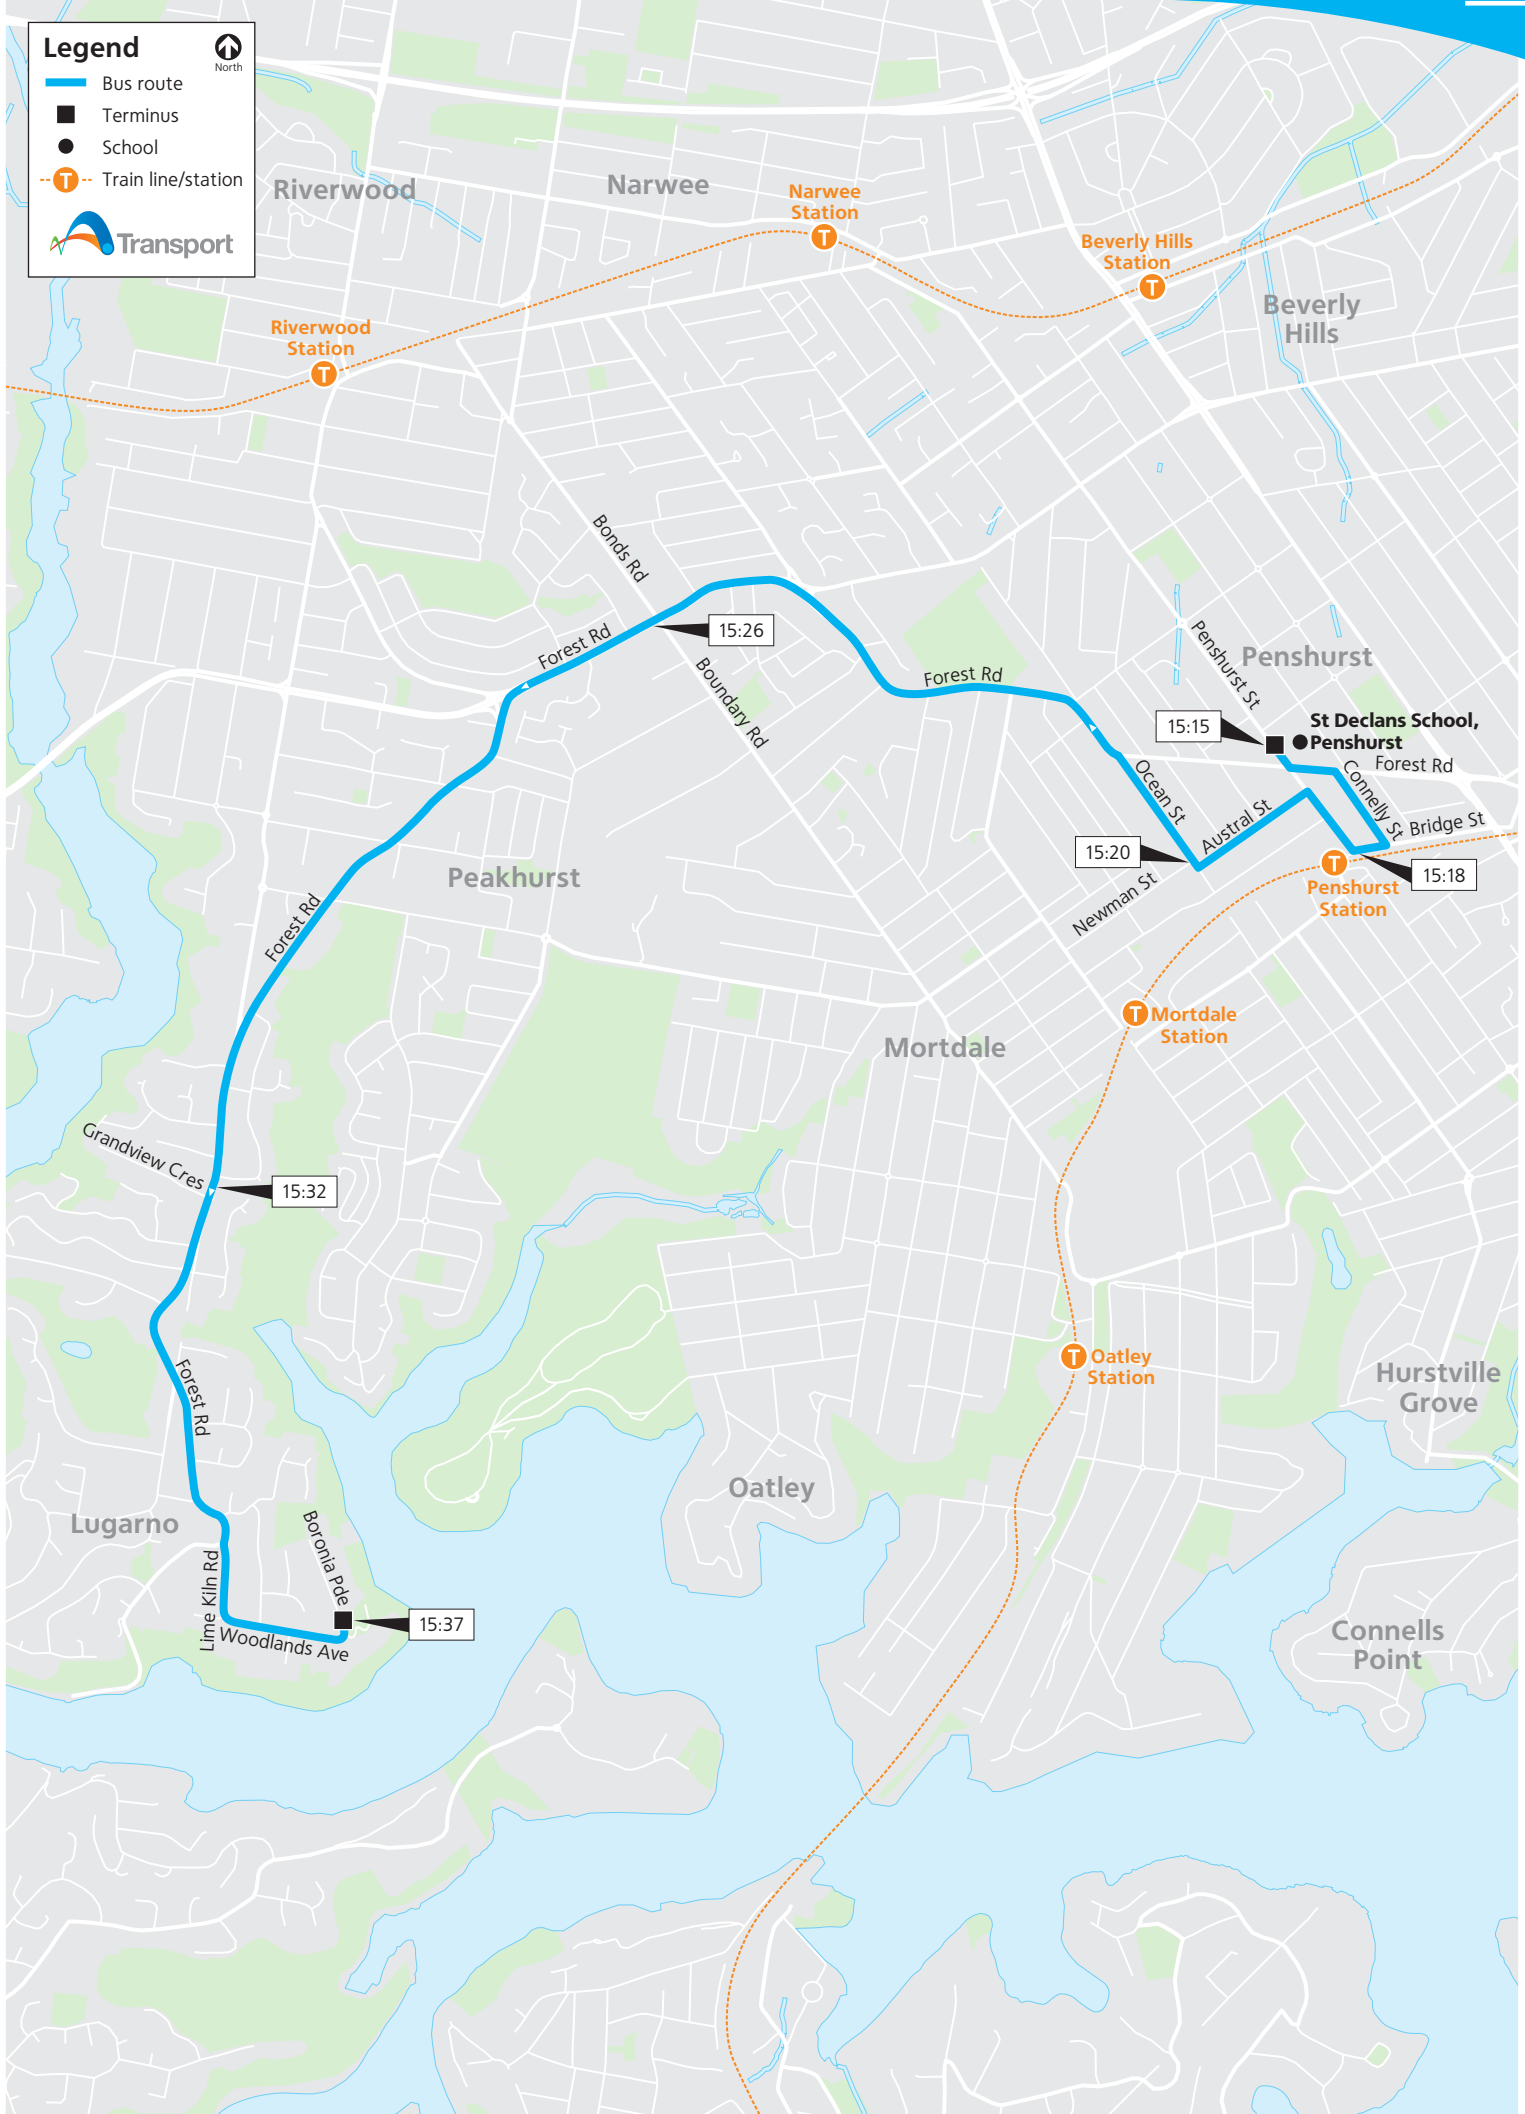 Legend
North
Bus route
Terminus
School
T
Train line/station
Transport
Riverwood
Narwee
Narwee
Station
T
Beverly Hills
Station
T
Beverly
Hills
Riverwood
Station
T
Bonds Rd
15:26
Forest Rd
Boundary Rd
Forest Rd
Penshurst St
Penshurst
15:15
St Declans School,
Penshurst
Forest Rd
Ocean St
Connelly St
Austral St
Bridge St
15:20
T
15:18
Penshurst
Station
Newman St
Peakhurst
Forest Rd
T
Mortdale
Station
Mortdale
Grandview Cres
15:32
T
Oatley
Station
Forest Rd
Hurstville
Grove
Oatley
Lugarno
Boronia Pde
Lime Kiln Rd
15:37
Woodlands Ave
Connells
Point